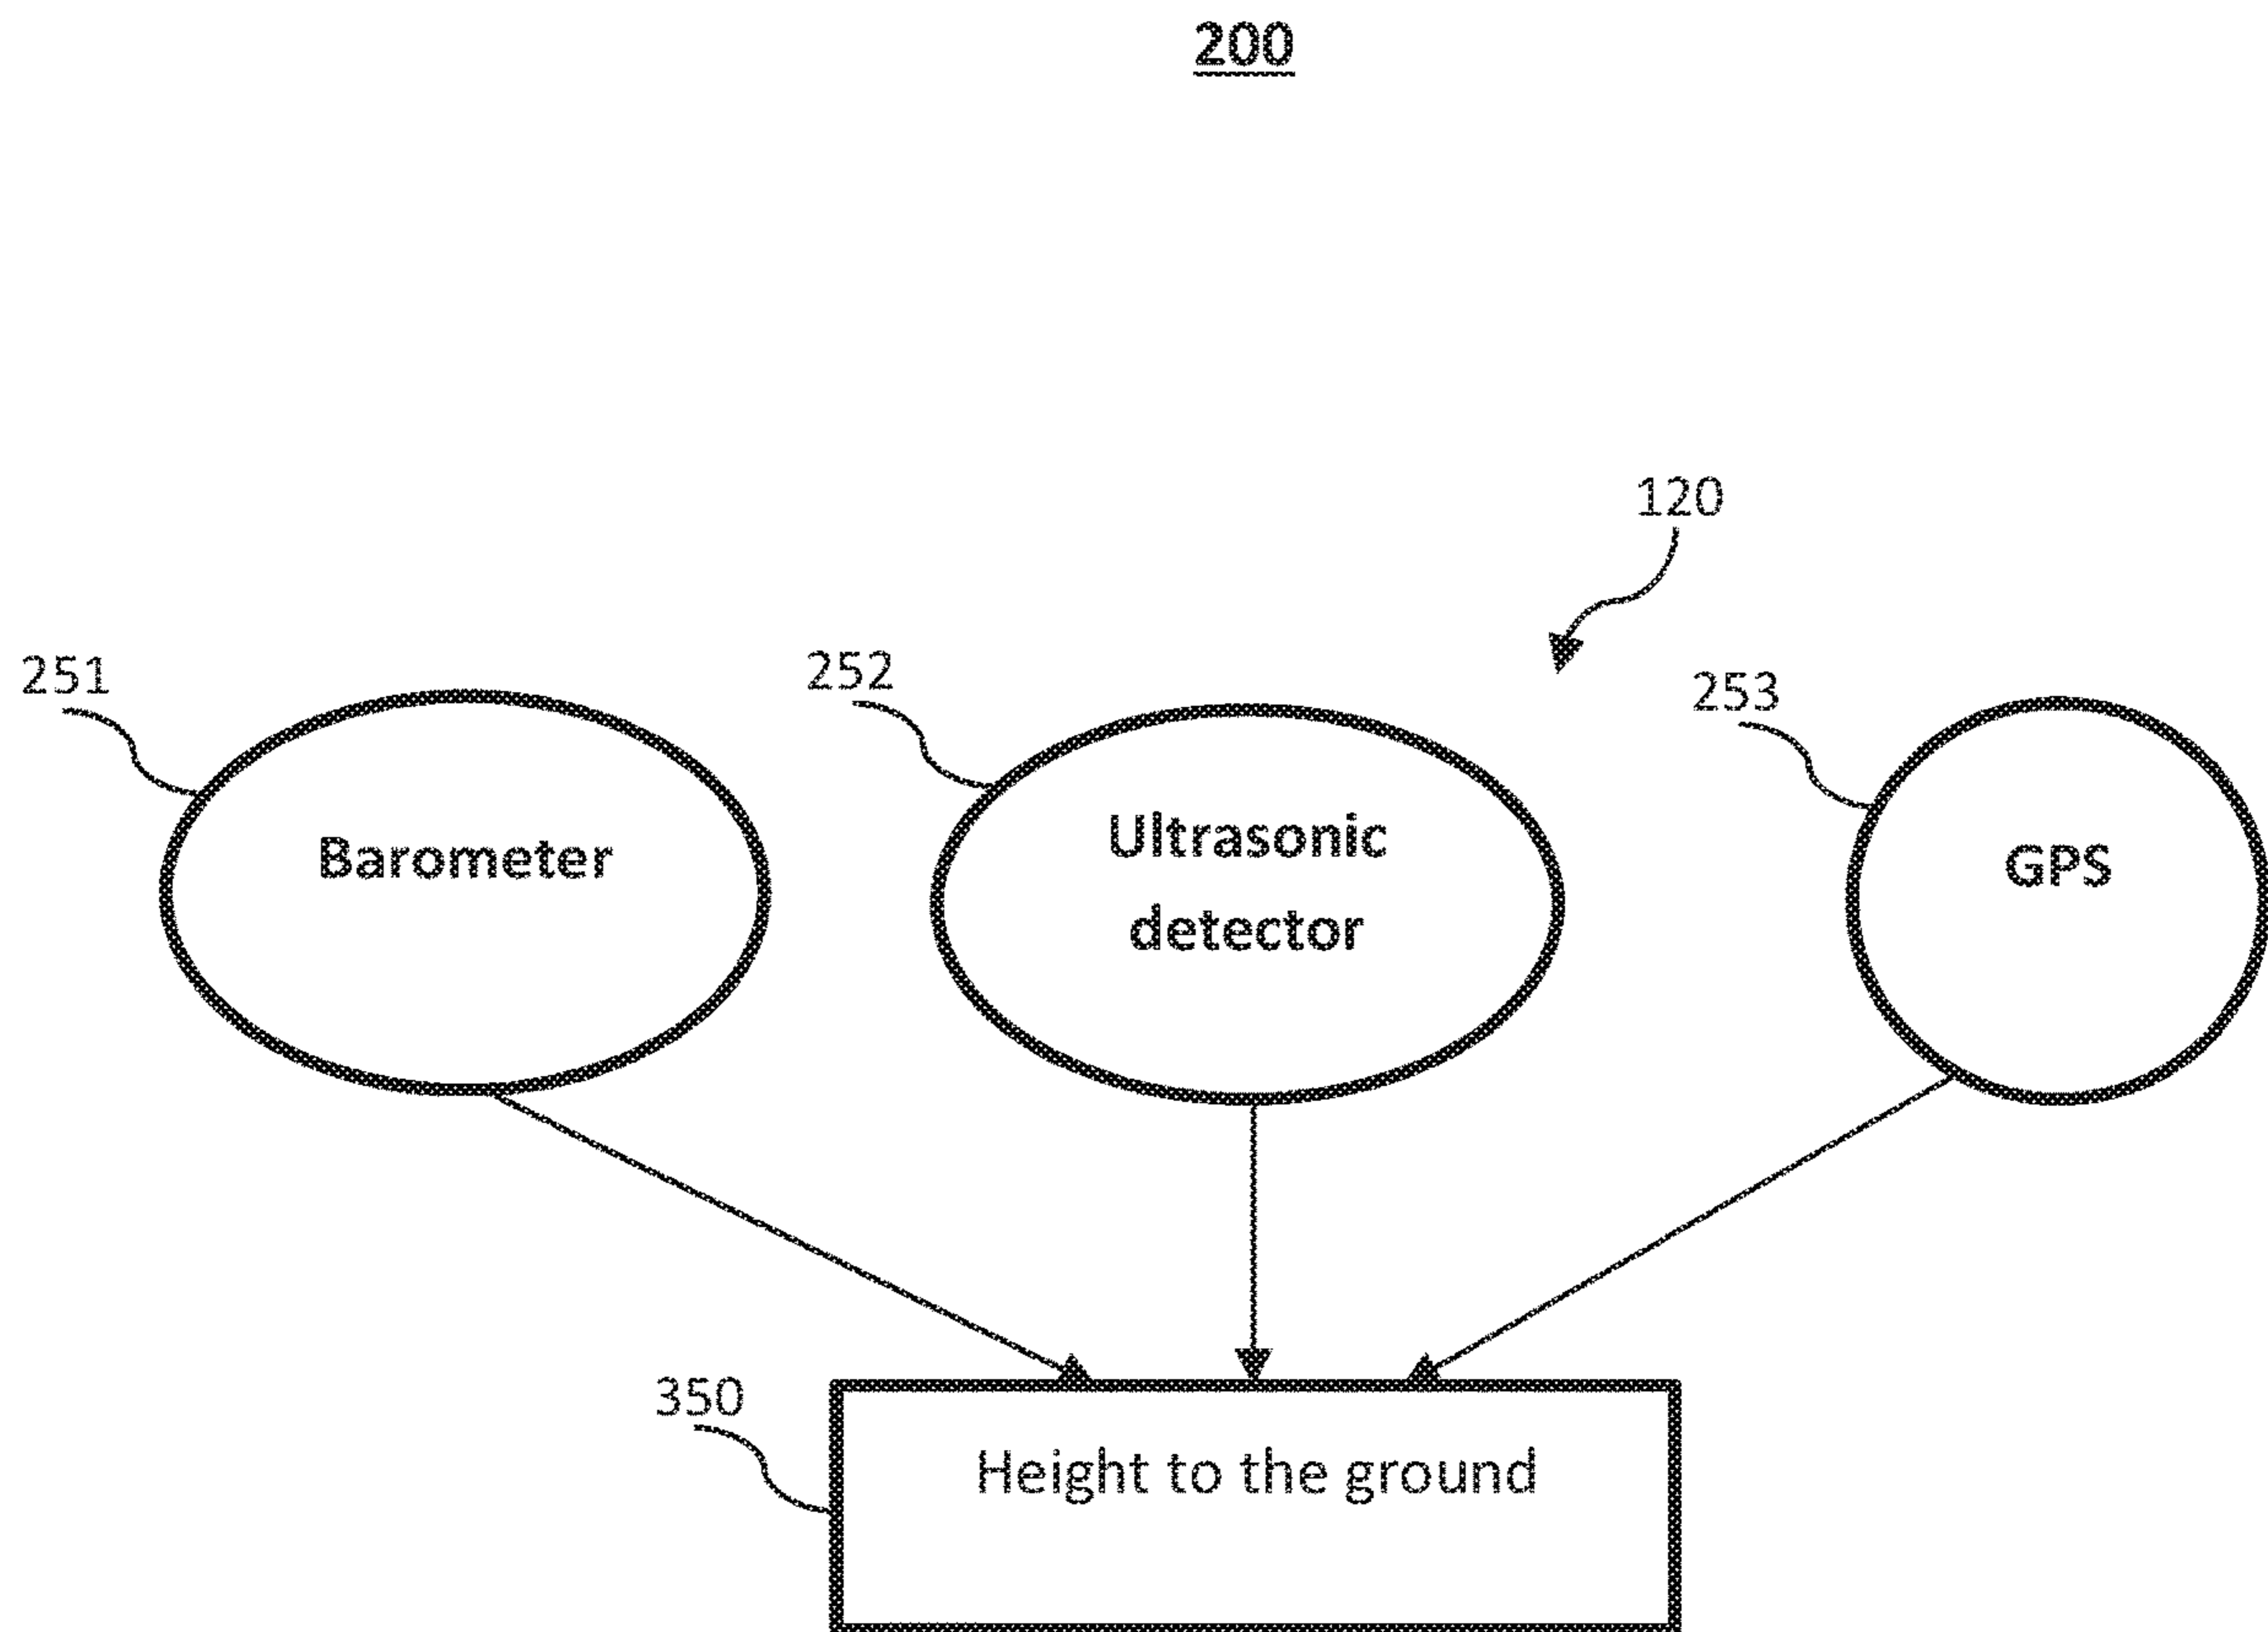 200
120
251
252
253
Barometer
Ultrasonic
detector
GPS
350
Height to the ground